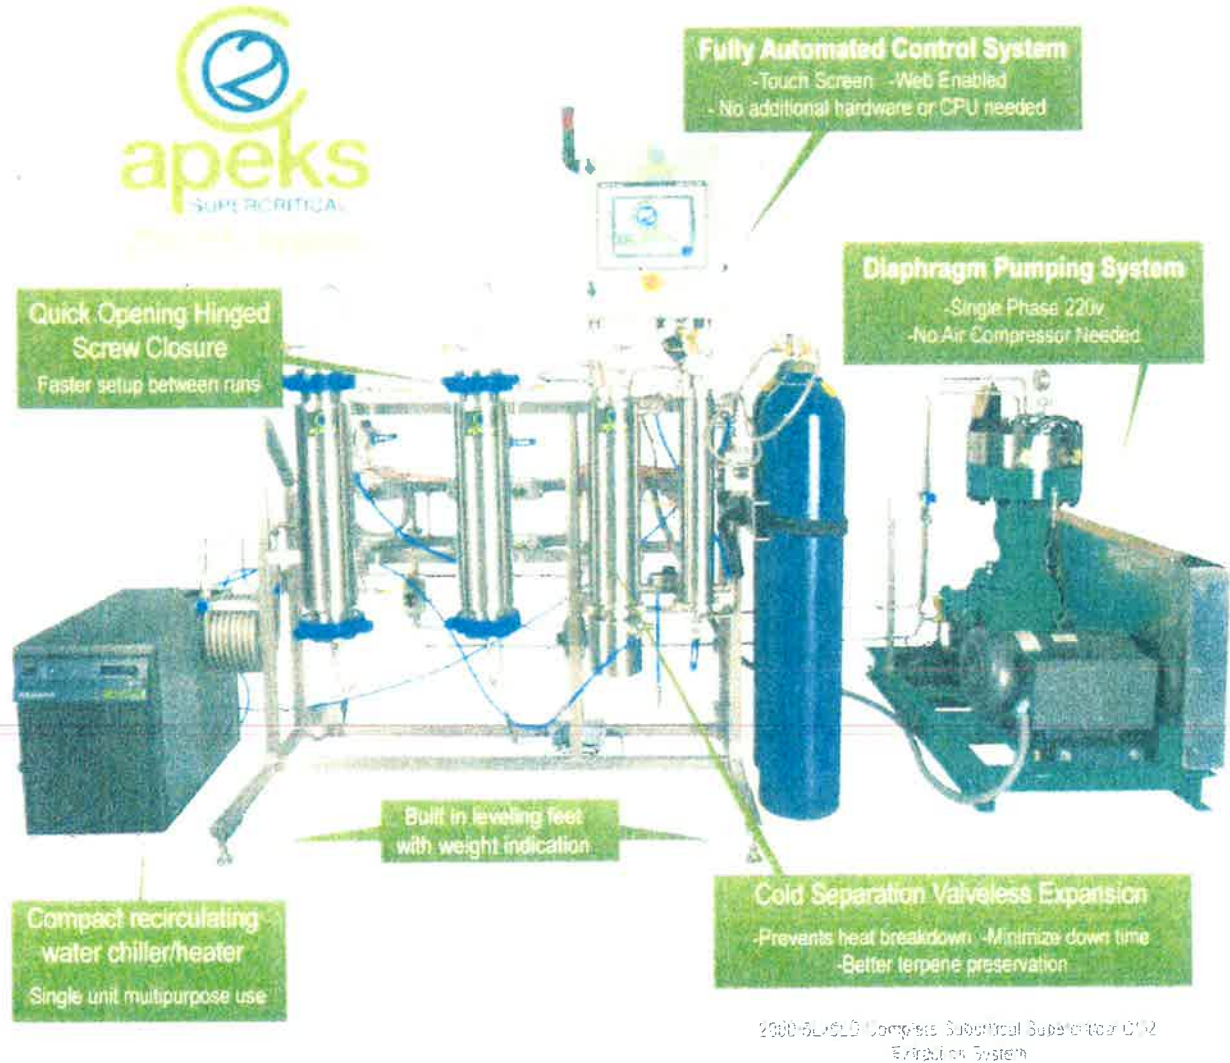 2
apeks
SUPERCRITICAL
Fully Automated Control System
-Touch Screen -Web Enabled
- No additional hardware or CPU needed
Diaphragm Pumping System
-Single Phase 220v
-No Air Compressor Needed
Quick Opening Hinged
Screw Closure
Faster setup between runs
Built in leveling feet
with weight indication
Compact recirculating
water chiller/heater
Single unit multipurpose use
Cold Separation Valveless Expansion
-Prevents heat breakdown -Minimize down time
-Better terpene preservation
Complete Subcritical Supercritical CO2
Extraction System